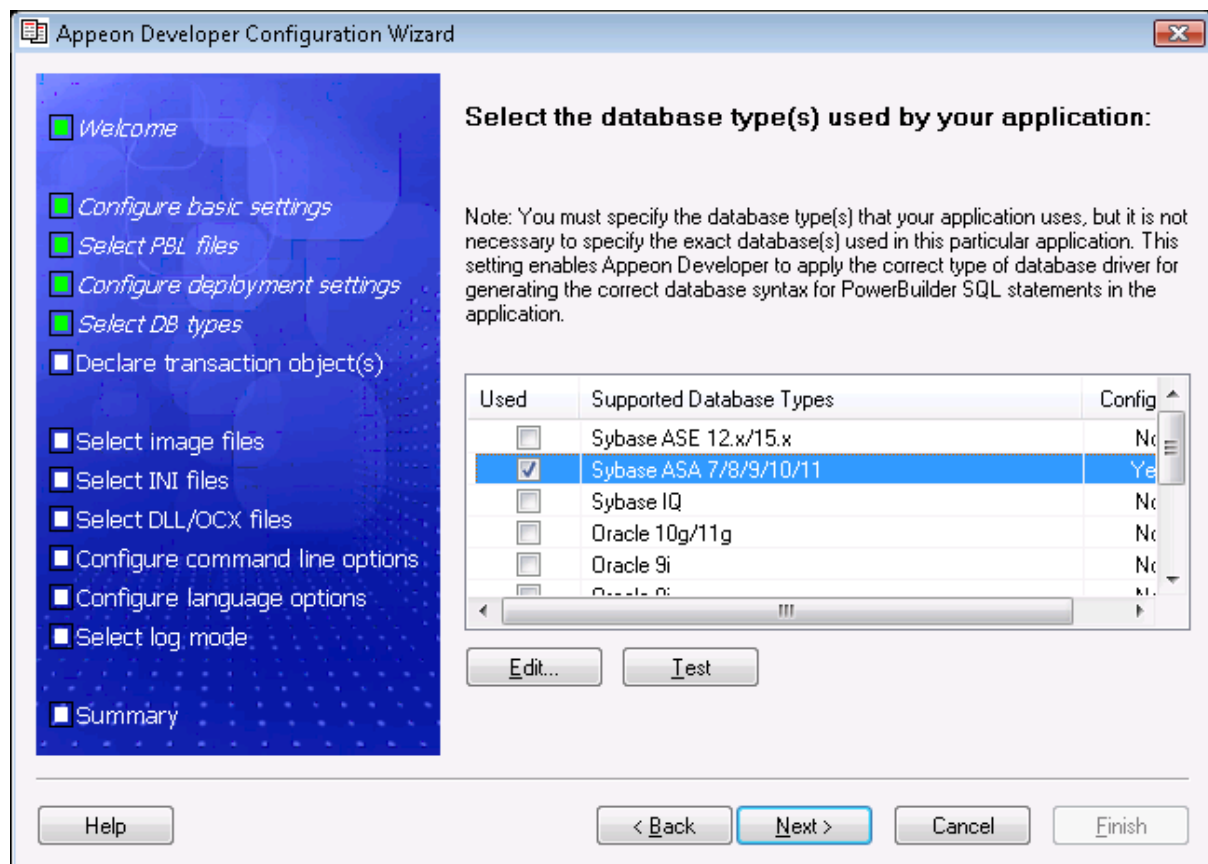 Appeon Developer Configuration Wizard
Welcome
Configure basic settings
Select PBL files
Configure deployment settings
Select DB types
Declare transaction object(s)
Select image files
Select INI files
Select DLL/OCX files
Configure command line options
Configure language options
Select log mode
Summary
Select the database type(s) used by your application:
Note: You must specify the database type(s) that your application uses, but it is not
necessary to specify the exact database(s) used in this particular application. This
setting enables Appeon Developer to apply the correct type of database driver for
generating the correct database syntax for PowerBuilder SQL statements in the
application.
Used Supported Database Types Config
Sybase ASE 12.x/15.x
Sybase ASA 7/8/9/10/11 Ye
Sybase IQ
Oracle 10g/11g
Oracle 9i
Edit... Test
Help < Back Next > Cancel Finish